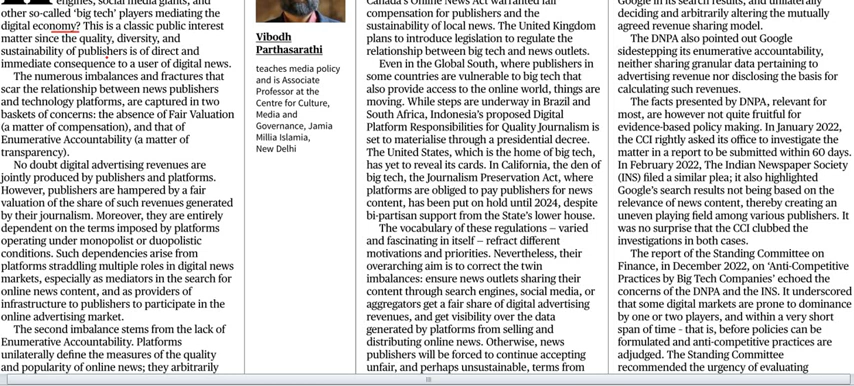 engines, social media giants, and
other so-called 'big tech' players mediating the
digital economy? This is a classic public interest
matter since the quality, diversity, and
sustainability of publishers is of direct and
immediate consequence to a user of digital news.
The numerous imbalances and fractures that
scar the relationship between news publishers
and technology platforms, are captured in two
baskets of concerns: the absence of Fair Valuation
(a matter of compensation), and that of
Enumerative Accountability (a matter of
transparency).
No doubt digital advertising revenues are
jointly produced by publishers and platforms.
However, publishers are hampered by a fair
valuation of the share of such revenues generated
by their journalism. Moreover, they are entirely
dependent on the terms imposed by platforms
operating under monopolist or duopolistic
conditions. Such dependencies arise from
platforms straddling multiple roles in digital news
markets, especially as mediators in the search for
online news content, and as providers of
infrastructure to publishers to participate in the
online advertising market.
The second imbalance stems from the lack of
Enumerative Accountability. Platforms
unilaterally define the measures of the quality
and popularity of online news; they arbitrarily
Vibodh
Parthasarathi
teaches media policy
and is Associate
Professor at the
Centre for Culture,
Media and
Governance, Jamia
Millia Islamia,
New Delhi
Canada's Online News Act warranted fair
compensation for publishers and the
sustainability of local news. The United Kingdom
plans to introduce legislation to regulate the
relationship between big tech and news outlets.
Even in the Global South, where publishers in
some countries are vulnerable to big tech that
also provide access to the online world, things are
moving. While steps are underway in Brazil and
South Africa, Indonesia's proposed Digital
Platform Responsibilities for Quality Journalism is
set to materialise through a presidential decree.
The United States, which is the home of big tech,
has yet to reveal its cards. In California, the den of
big tech, the Journalism Preservation Act, where
platforms are obliged to pay publishers for news
content, has been put on hold until 2024, despite
bi-partisan support from the State's lower house.
The vocabulary of these regulations – varied
and fascinating in itself – refract different
motivations and priorities. Nevertheless, their
overarching aim is to correct the twin
imbalances: ensure news outlets sharing their
content through search engines, social media, or
aggregators get a fair share of digital advertising
revenues, and get visibility over the data
generated by platforms from selling and
distributing online news. Otherwise, news
publishers will be forced to continue accepting
unfair, and perhaps unsustainable, terms from
Google in its search results, and unilaterally
deciding and arbitrarily altering the mutually
agreed revenue sharing model.
The DNPA also pointed out Google
sidestepping its enumerative accountability,
neither sharing granular data pertaining to
advertising revenue nor disclosing the basis for
calculating such revenues.
The facts presented by DNPA, relevant for
most, are however not quite fruitful for
evidence-based policy making. In January 2022,
the CCI rightly asked its office to investigate the
matter in a report to be submitted within 60 days.
In February 2022, The Indian Newspaper Society
(INS) filed a similar plea; it also highlighted
Google's search results not being based on the
relevance of news content, thereby creating an
uneven playing field among various publishers. It
was no surprise that the CCI clubbed the
investigations in both cases.
The report of the Standing Committee on
Finance, in December 2022, on 'Anti-Competitive
Practices by Big Tech Companies' echoed the
concerns of the DNPA and the INS. It underscored
that some digital markets are prone to dominance
by one or two players, and within a very short
span of time - that is, before policies can be
formulated and anti-competitive practices are
adjudged. The Standing Committee
recommended the urgency of evaluating